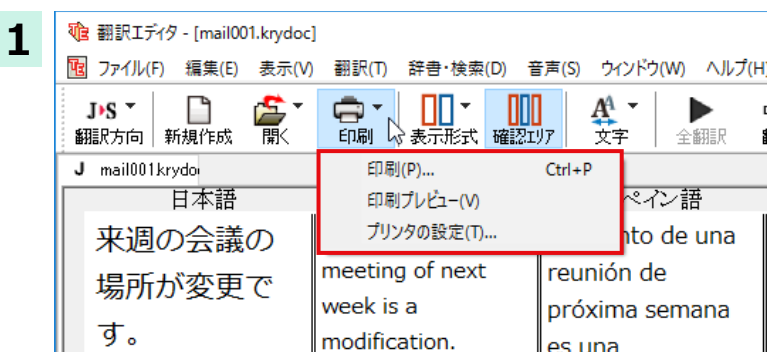 1
翻訳エディタ - [mail001.krydoc]
ファイル(F) 編集(E) 表示(V) 翻訳(T) 辞書・検索(D) 音声(S) ウィンドウ(W) ヘルプ(H)
J▸S
翻訳方向 新規作成 開く 印刷 表示形式 確認エリア 文字 全翻訳
J mail001.krydo
印刷(P)... Ctrl+P
印刷プレビュー(V)
プリンタの設定(T)...
日本語
ペイン語
来週の会議の
場所が変更で
す。
meeting of next
week is a
modification.
nto de una
reunión de
próxima semana
es una